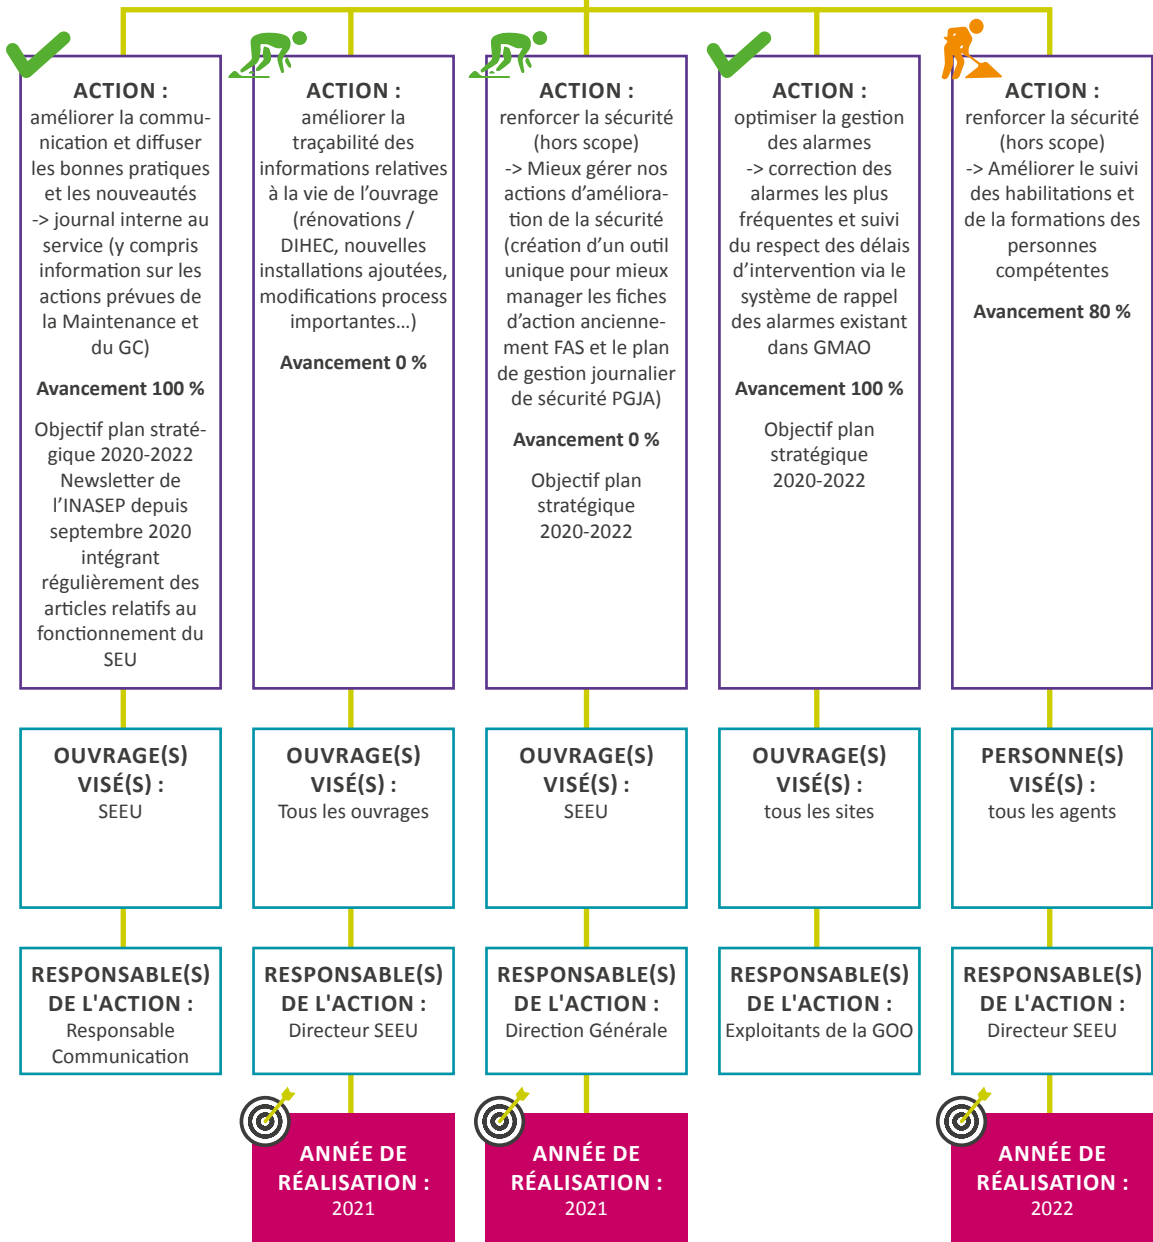 ACTION :
améliorer la commu-
nication et diffuser
les bonnes pratiques
et les nouveautés
-> journal interne au
service (y compris
information sur les
actions prévues de
la Maintenance et
du GC)
Avancement 100 %
Objectif plan straté-
gique 2020-2022
Newsletter de
l’INASEP depuis
septembre 2020
intégrant
régulièrement des
articles relatifs au
fonctionnement du
SEU
OUVRAGE(S)
VISÉ(S) :
SEEU
RESPONSABLE(S)
DE L'ACTION :
Responsable
Communication
ACTION :
améliorer la
traçabilité des
informations relatives
à la vie de l’ouvrage
(rénovations /
DIHEC, nouvelles
installations ajoutées,
modifications process
importantes…)
Avancement 0 %
OUVRAGE(S)
VISÉ(S) :
Tous les ouvrages
RESPONSABLE(S)
DE L'ACTION :
Directeur SEEU
ANNÉE DE
RÉALISATION :
2021
ACTION :
renforcer la sécurité
(hors scope)
-> Mieux gérer nos
actions d’améliora-
tion de la sécurité
(création d’un outil
unique pour mieux
manager les fiches
d’action ancienne-
ment FAS et le plan
de gestion journalier
de sécurité PGJA)
Avancement 0 %
Objectif plan
stratégique
2020-2022
OUVRAGE(S)
VISÉ(S) :
SEEU
RESPONSABLE(S)
DE L'ACTION :
Direction Générale
ANNÉE DE
RÉALISATION :
2021
ACTION :
optimiser la gestion
des alarmes
-> correction des
alarmes les plus
fréquentes et suivi
du respect des délais
d’intervention via le
système de rappel
des alarmes existant
dans GMAO
Avancement 100 %
Objectif plan
stratégique
2020-2022
OUVRAGE(S)
VISÉ(S) :
tous les sites
RESPONSABLE(S)
DE L'ACTION :
Exploitants de la GOO
ACTION :
renforcer la sécurité
(hors scope)
-> Améliorer le suivi
des habilitations et
de la formations des
personnes
compétentes
Avancement 80 %
PERSONNE(S)
VISÉ(S) :
tous les agents
RESPONSABLE(S)
DE L'ACTION :
Directeur SEEU
ANNÉE DE
RÉALISATION :
2022